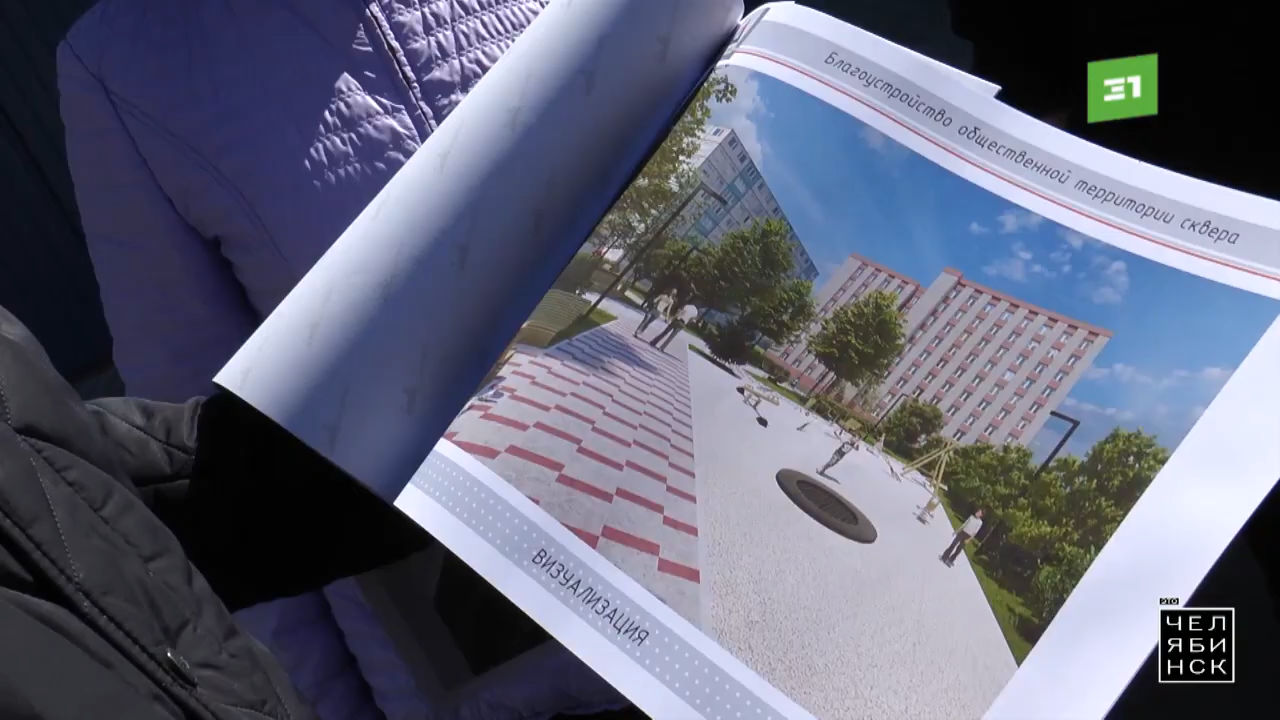 Благоустройство общественной территории сквера
31
ВИЗУАЛИЗАЦИЯ
ЭТО
ЧЕЛ
ЯБИ
НСК